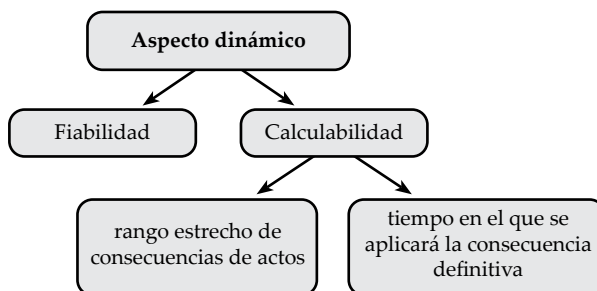 Aspecto dinámico
Fiabilidad
Calculabilidad
rango estrecho de
consecuencias de actos
tiempo en el que se
aplicará la consecuencia
definitiva